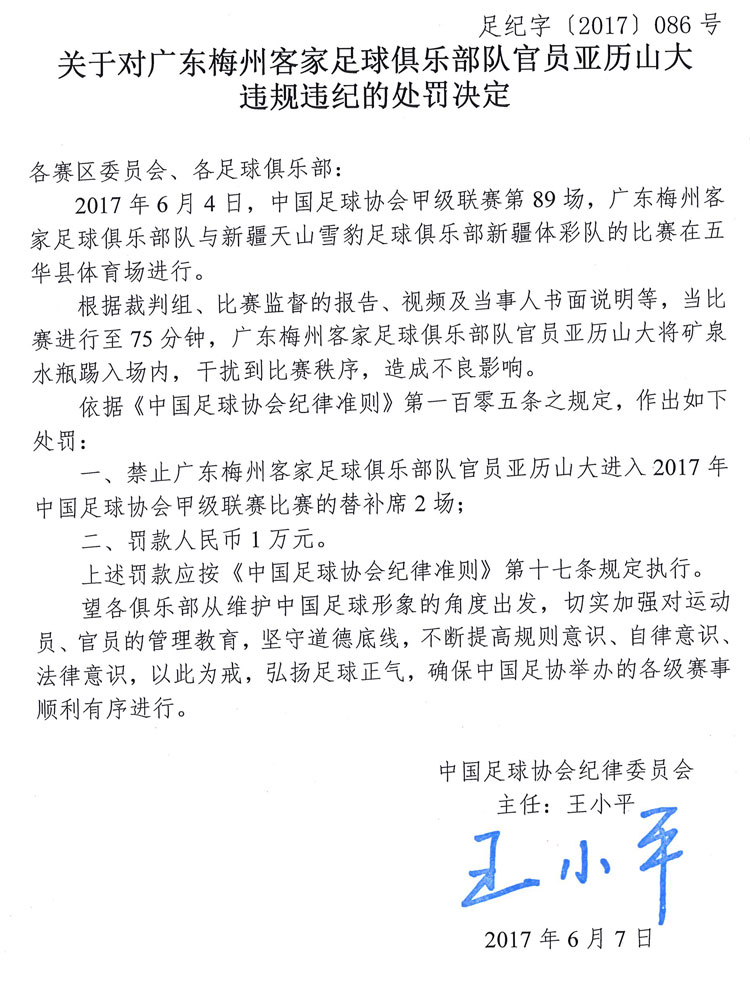 足纪字〔2017〕086号
关于对广东梅州客家足球俱乐部队官员亚历山大
违规违纪的处罚决定
各赛区委员会、各足球俱乐部：
2017年6月4日，中国足球协会甲级联赛第89场，广东梅州客
家足球俱乐部队与新疆天山雪豹足球俱乐部新疆体彩队的比赛在五
华县体育场进行。
根据裁判组、比赛监督的报告、视频及当事人书面说明等，当比
赛进行至75分钟，广东梅州客家足球俱乐部队官员亚历山大将矿泉
水瓶踢入场内，干扰到比赛秩序，造成不良影响。
依据《中国足球协会纪律准则》第一百零五条之规定，作出如下
处罚：
一、禁止广东梅州客家足球俱乐部队官员亚历山大进入2017年
中国足球协会甲级联赛比赛的替补席2场；
二、罚款人民币1万元。
上述罚款应按《中国足球协会纪律准则》第十七条规定执行。
望各俱乐部从维护中国足球形象的角度出发，切实加强对运动
员、官员的管理教育，坚守道德底线，不断提高规则意识、自律意识、
法律意识，以此为戒，弘扬足球正气，确保中国足协举办的各级赛事
顺利有序进行。
中国足球协会纪律委员会
主任：王小平
王小平
2017年6月7日